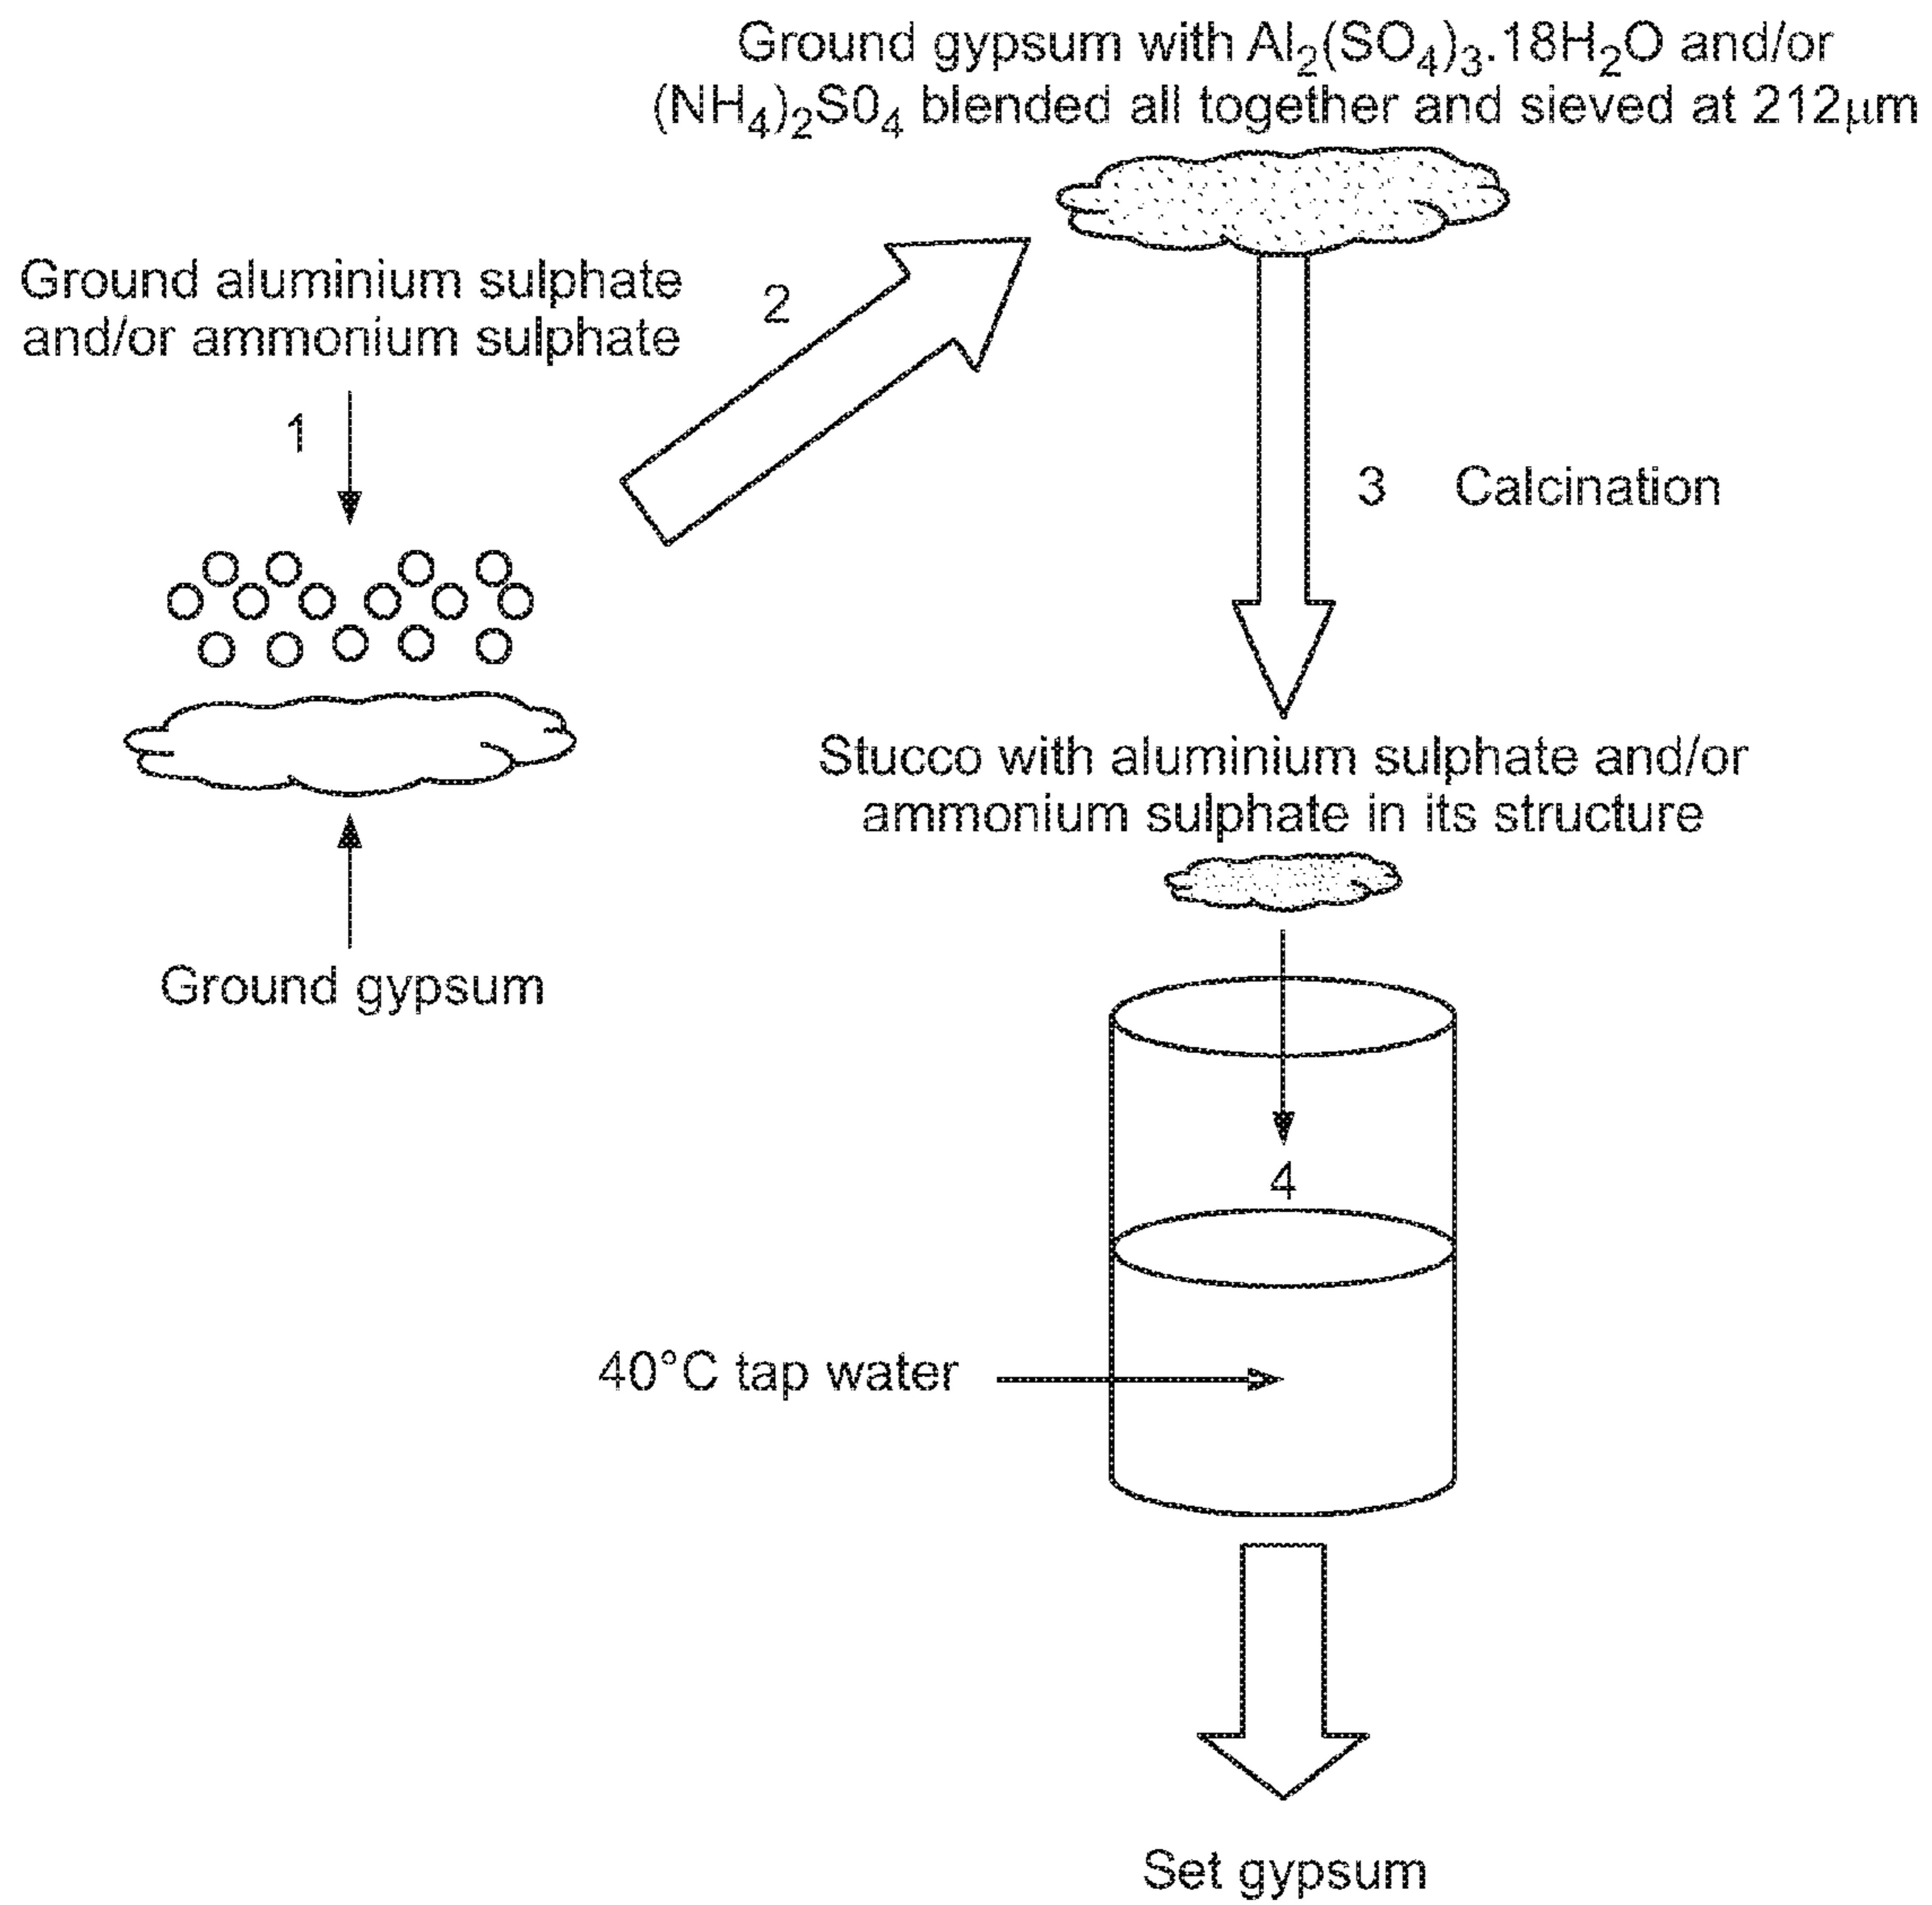 Ground gypsum with Al₂(SO₄)₃.18H₂O and/or
(NH₄)₂S0₄ blended all together and sieved at 212µm
Ground aluminium sulphate
and/or ammonium sulphate
2
1
3 Calcination
Stucco with aluminium sulphate and/or
ammonium sulphate in its structure
Ground gypsum
4
40°C tap water
Set gypsum